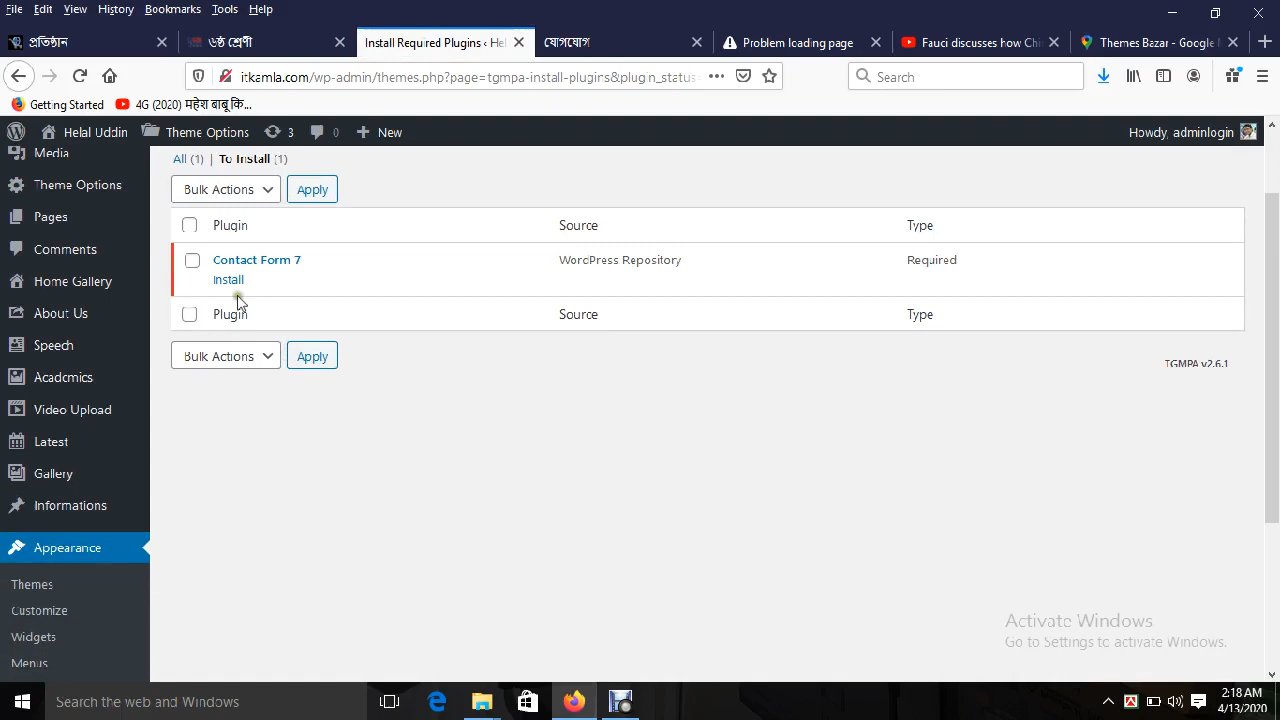 File Edit View History Bookmarks Tools Help
প্রতিষ্ঠান
৬ষ্ঠ শ্রেণী
Install Required Plugins ‹ Hel
যোগাযোগ
Problem loading page
Fauci discusses how Chi
Themes Bazar - Google M
itkamla.com/wp-admin/themes.php?page=tgmpa-install-plugins&plugin_status=
Search
Getting Started
4G (2020) महेश बाबू कि...
Helal Uddin
Theme Options
3
0
New
Howdy, adminlogin
Media
Theme Options
Pages
Comments
Home Gallery
About Us
Speech
Acadcmics
Video Upload
Latest
Gallery
Informations
Appearance
Themes
Customize
Widgets
Menus
All (1) | To Install (1)
Bulk Actions
Apply
Plugin Source Type
Contact Form 7 WordPress Repository Required
Install
Plugin Source Type
Bulk Actions
Apply
TGMPA v2.6.1
Activate Windows
Go to Settings to activate Windows.
Search the web and Windows
2:18 AM
4/13/2020